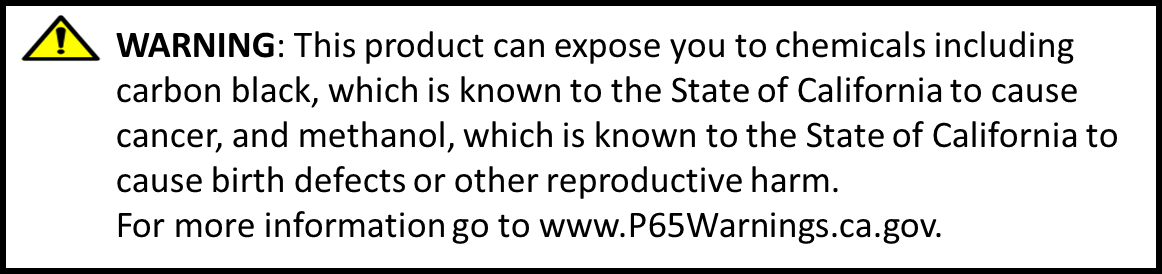 WARNING: This product can expose you to chemicals including
carbon black, which is known to the State of California to cause
cancer, and methanol, which is known to the State of California to
cause birth defects or other reproductive harm.
For more information go to www.P65Warnings.ca.gov.